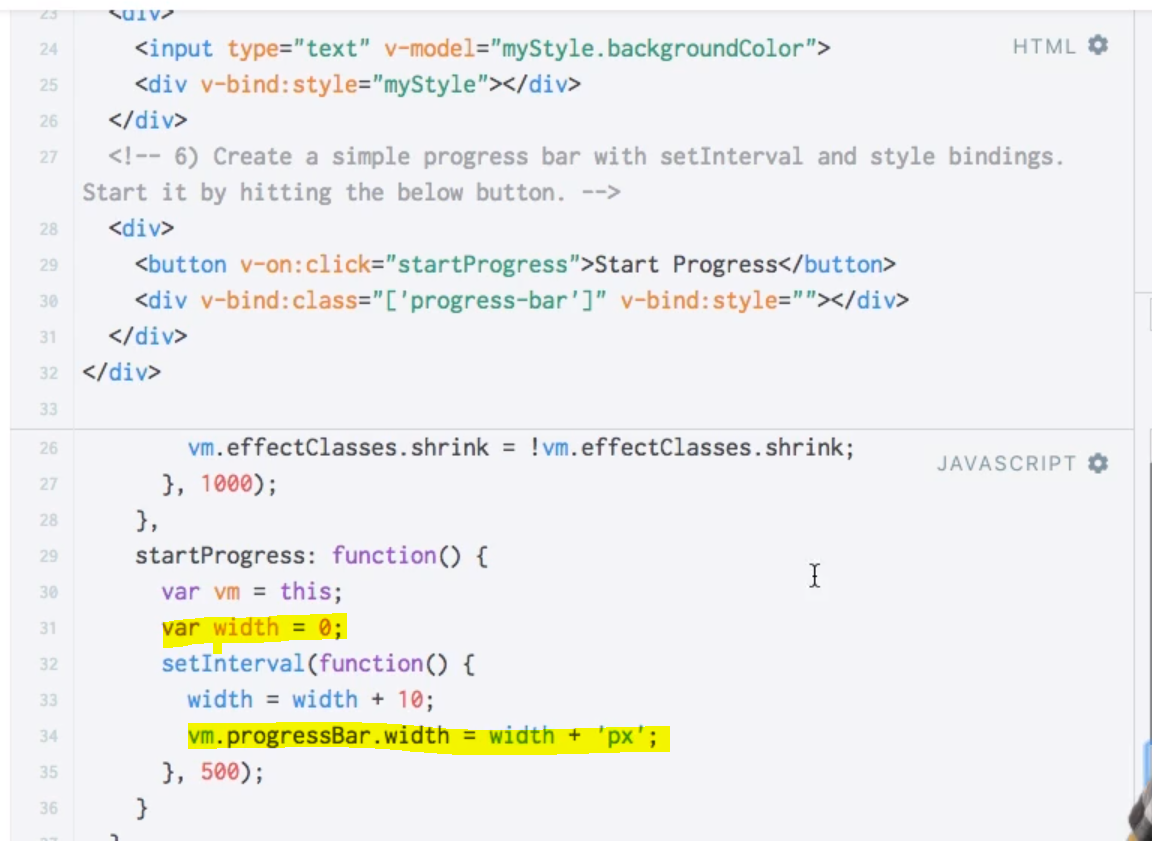 23 <div>
24 <input type="text" v-model="myStyle.backgroundColor">
HTML
25 <div v-bind:style="myStyle"></div>
26 </div>
27 <!-- 6) Create a simple progress bar with setInterval and style bindings.
Start it by hitting the below button. -->
28 <div>
29 <button v-on:click="startProgress">Start Progress</button>
30 <div v-bind:class="['progress-bar']" v-bind:style=""></div>
31 </div>
32 </div>
33
26 vm.effectClasses.shrink = !vm.effectClasses.shrink;
JAVASCRIPT
27 }, 1000);
28 },
29 startProgress: function() {
30 var vm = this;
31 var width = 0;
32 setInterval(function() {
33 width = width + 10;
34 vm.progressBar.width = width + 'px';
35 }, 500);
36 }